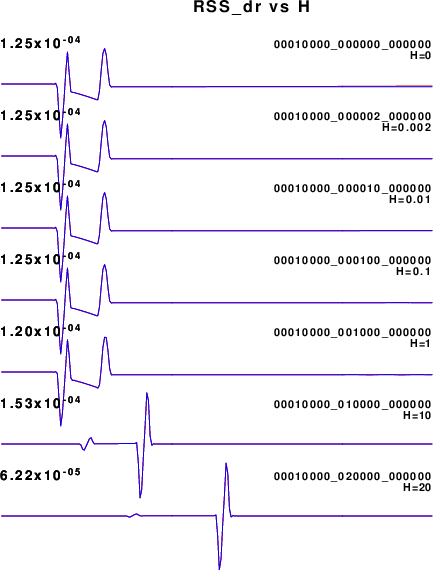 RSS_dr vs H
1.25x10-04 00010000_000000_000000
H=0
1.25x10-04 00010000_000002_000000
H=0.002
1.25x10-04 00010000_000010_000000
H=0.01
1.25x10-04 00010000_000100_000000
H=0.1
1.20x10-04 00010000_001000_000000
H=1
1.53x10-04 00010000_010000_000000
H=10
6.22x10-05 00010000_020000_000000
H=20